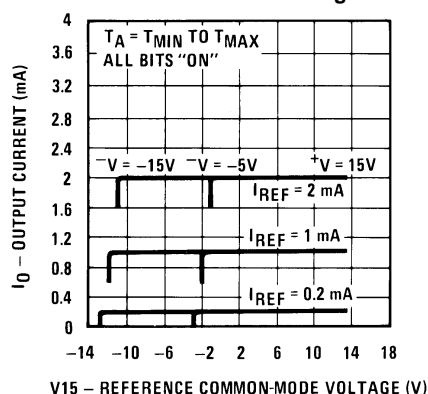 4
3.6
3.2
2.8
2.4
2
1.6
1.2
0.8
0.4
0
IO – OUTPUT CURRENT (mA)
TA = TMIN TO TMAX
ALL BITS "ON"
–V = –15V –V = –5V +V = 15V
IREF = 2 mA
IREF = 1 mA
IREF = 0.2 mA
–14 –10 –6 –2 2 6 10 14 18
V15 – REFERENCE COMMON-MODE VOLTAGE (V)